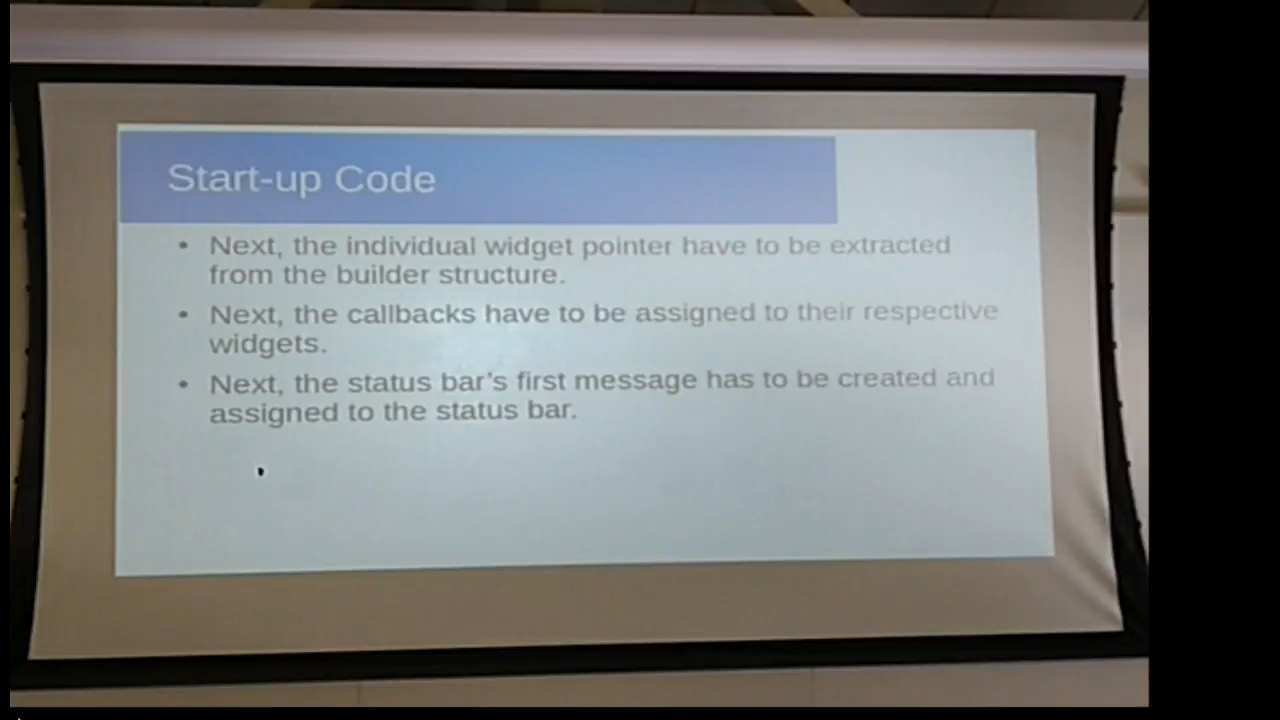 Start-up Code
• Next, the individual widget pointer have to be extracted
from the builder structure.
• Next, the callbacks have to be assigned to their respective
widgets.
• Next, the status bar's first message has to be created and
assigned to the status bar.